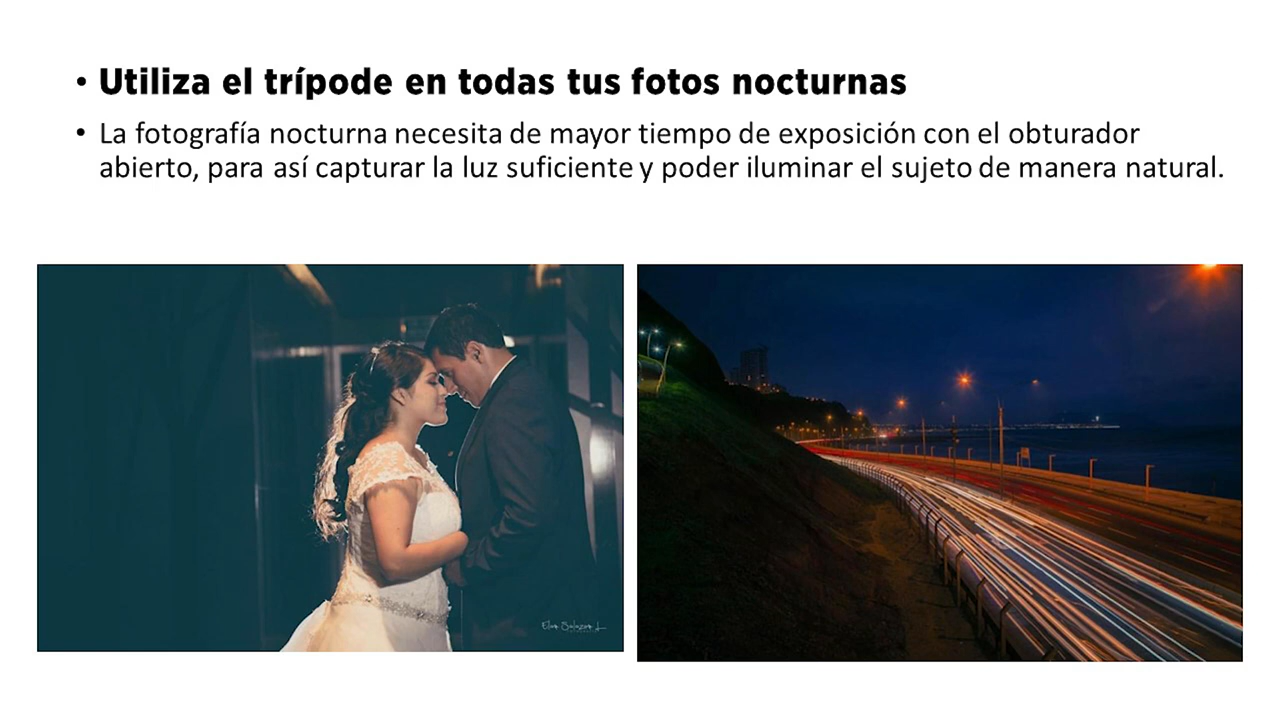 • Utiliza el trípode en todas tus fotos nocturnas
• La fotografía nocturna necesita de mayor tiempo de exposición con el obturador
abierto, para así capturar la luz suficiente y poder iluminar el sujeto de manera natural.